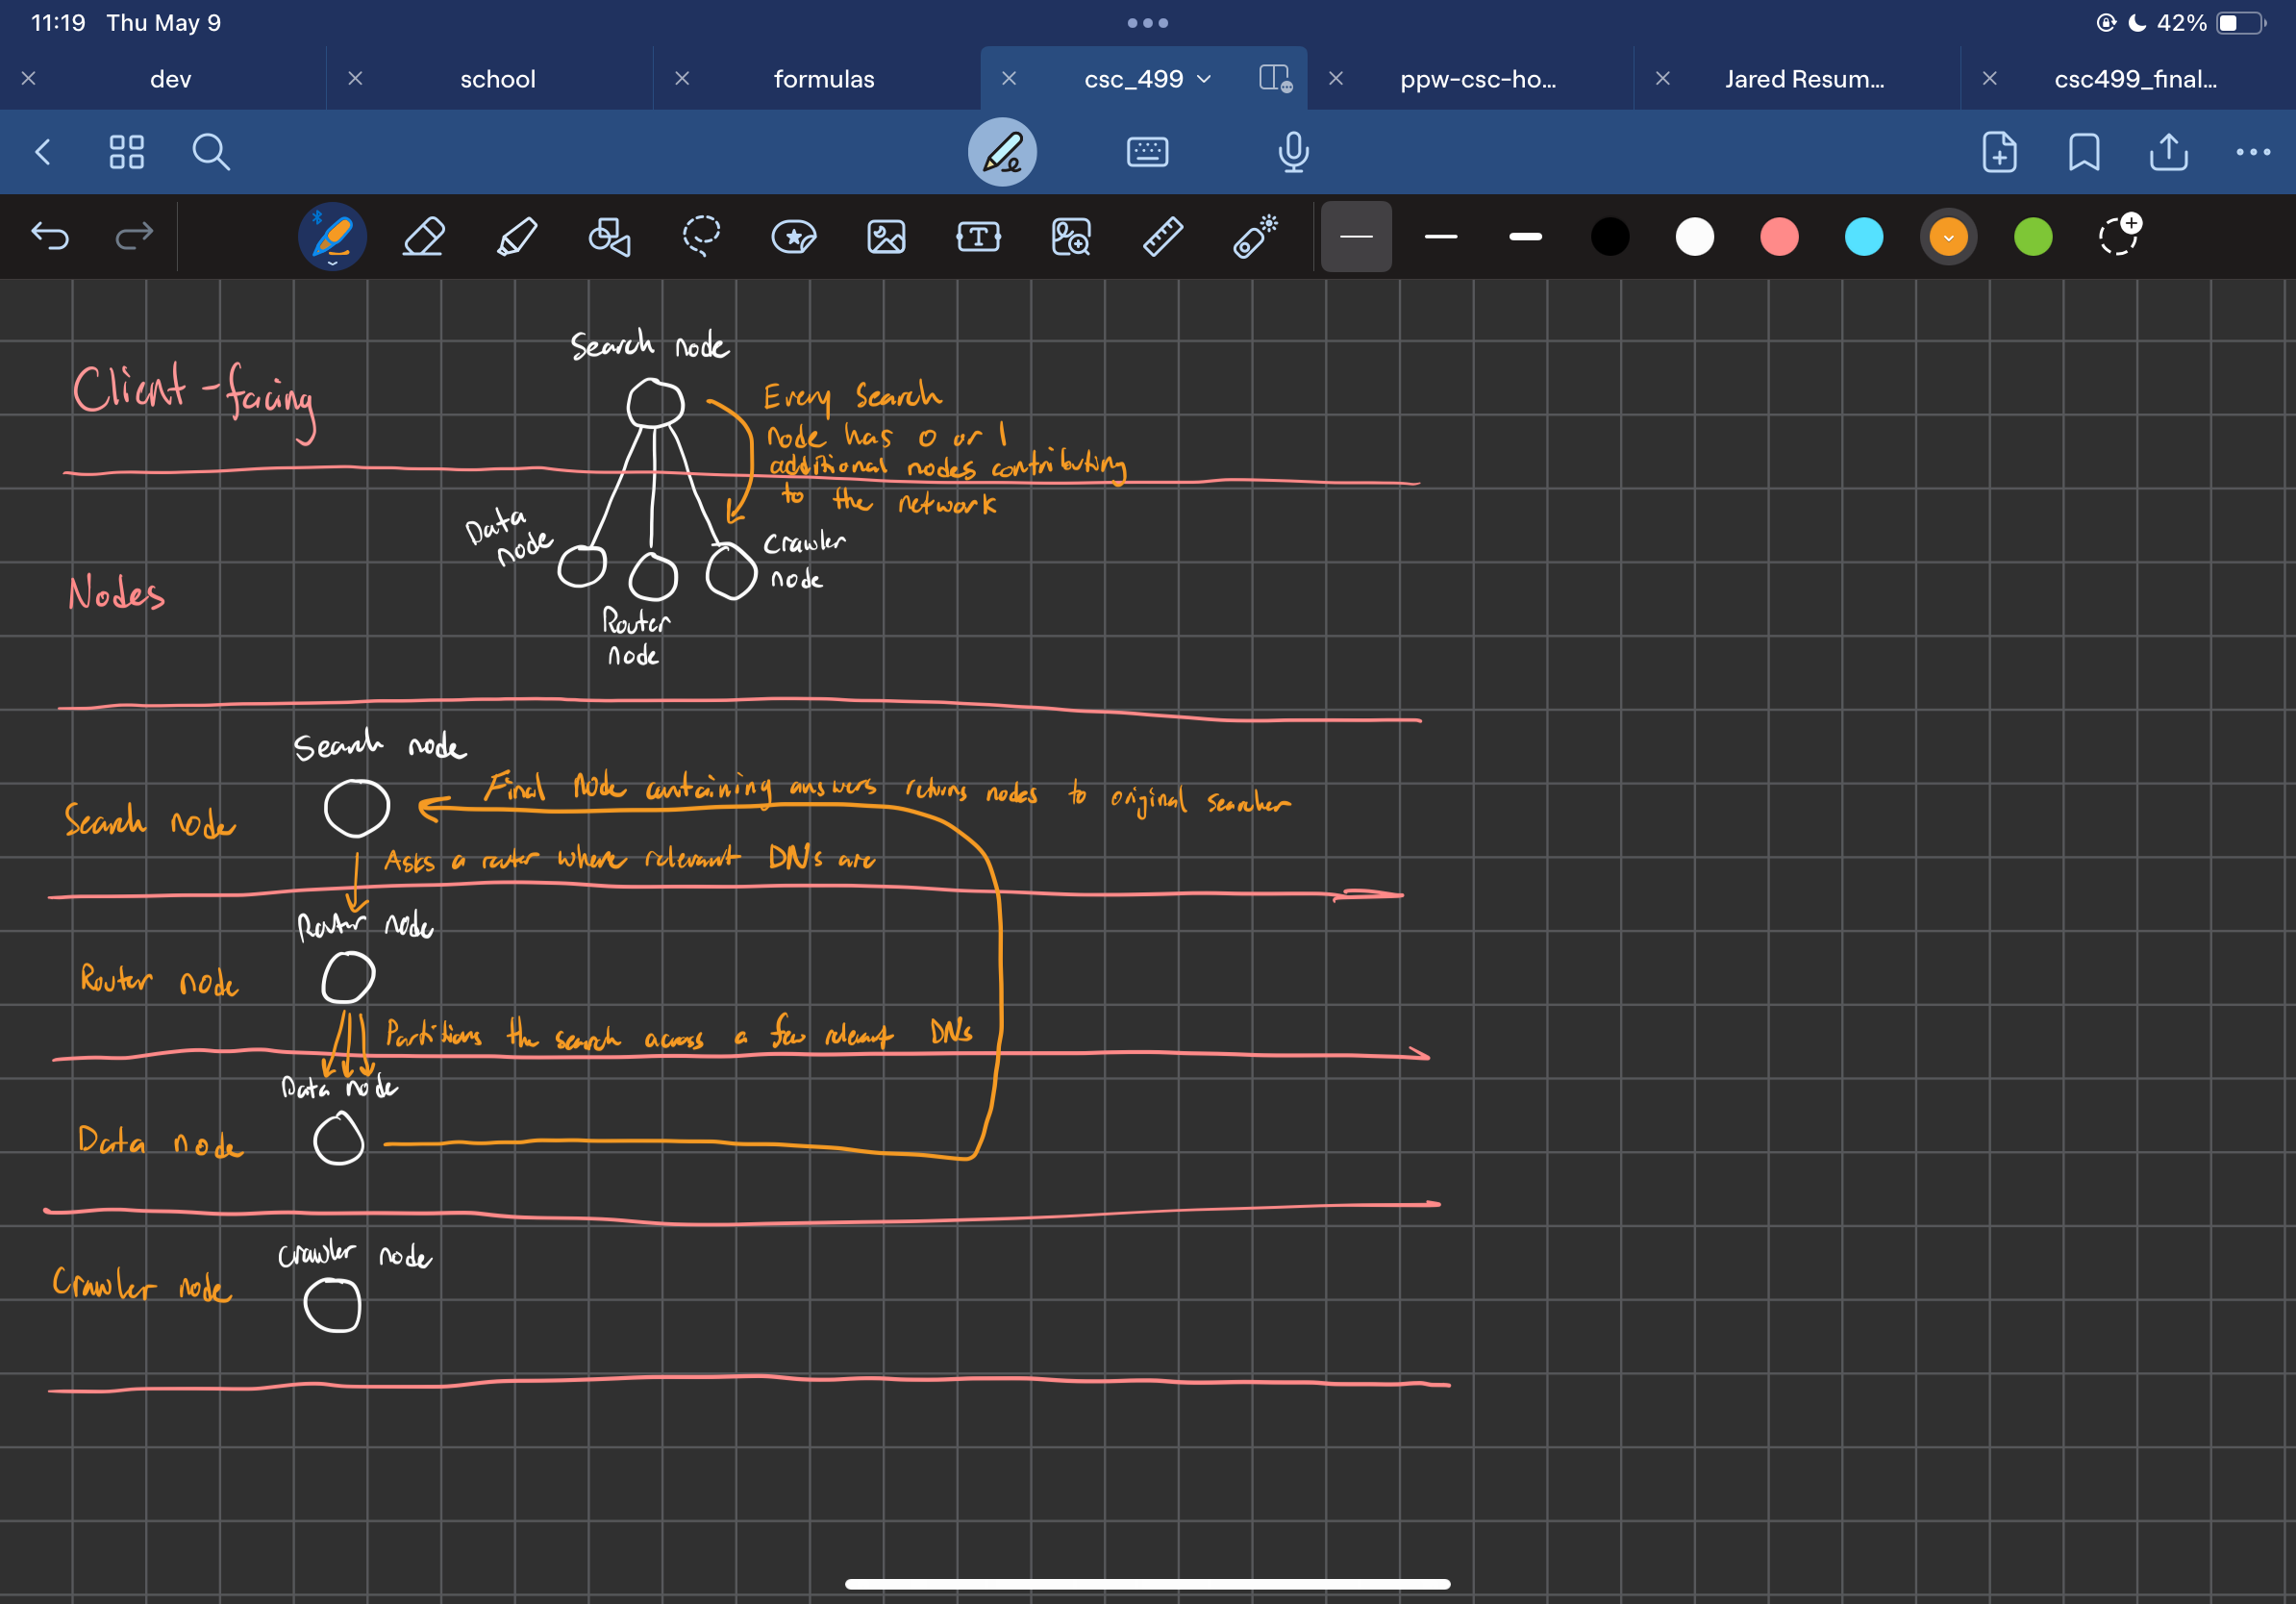 11:19 Thu May 9
42%
dev
school
formulas
csc_499
ppw-csc-ho...
Jared Resum...
csc499_final...
Search node
Client-facing
Every search
node has 0 or 1
additional nodes contributing
to the network
Data
node
Crawler
node
Nodes
Router
node
Search node
Final node containing answers returns nodes to original searcher
Search node
Asks a router where relevant DNs are
Router node
Router node
Partitions the search across a few relevant DNs
Data node
Data node
Crawler node
Crawler node